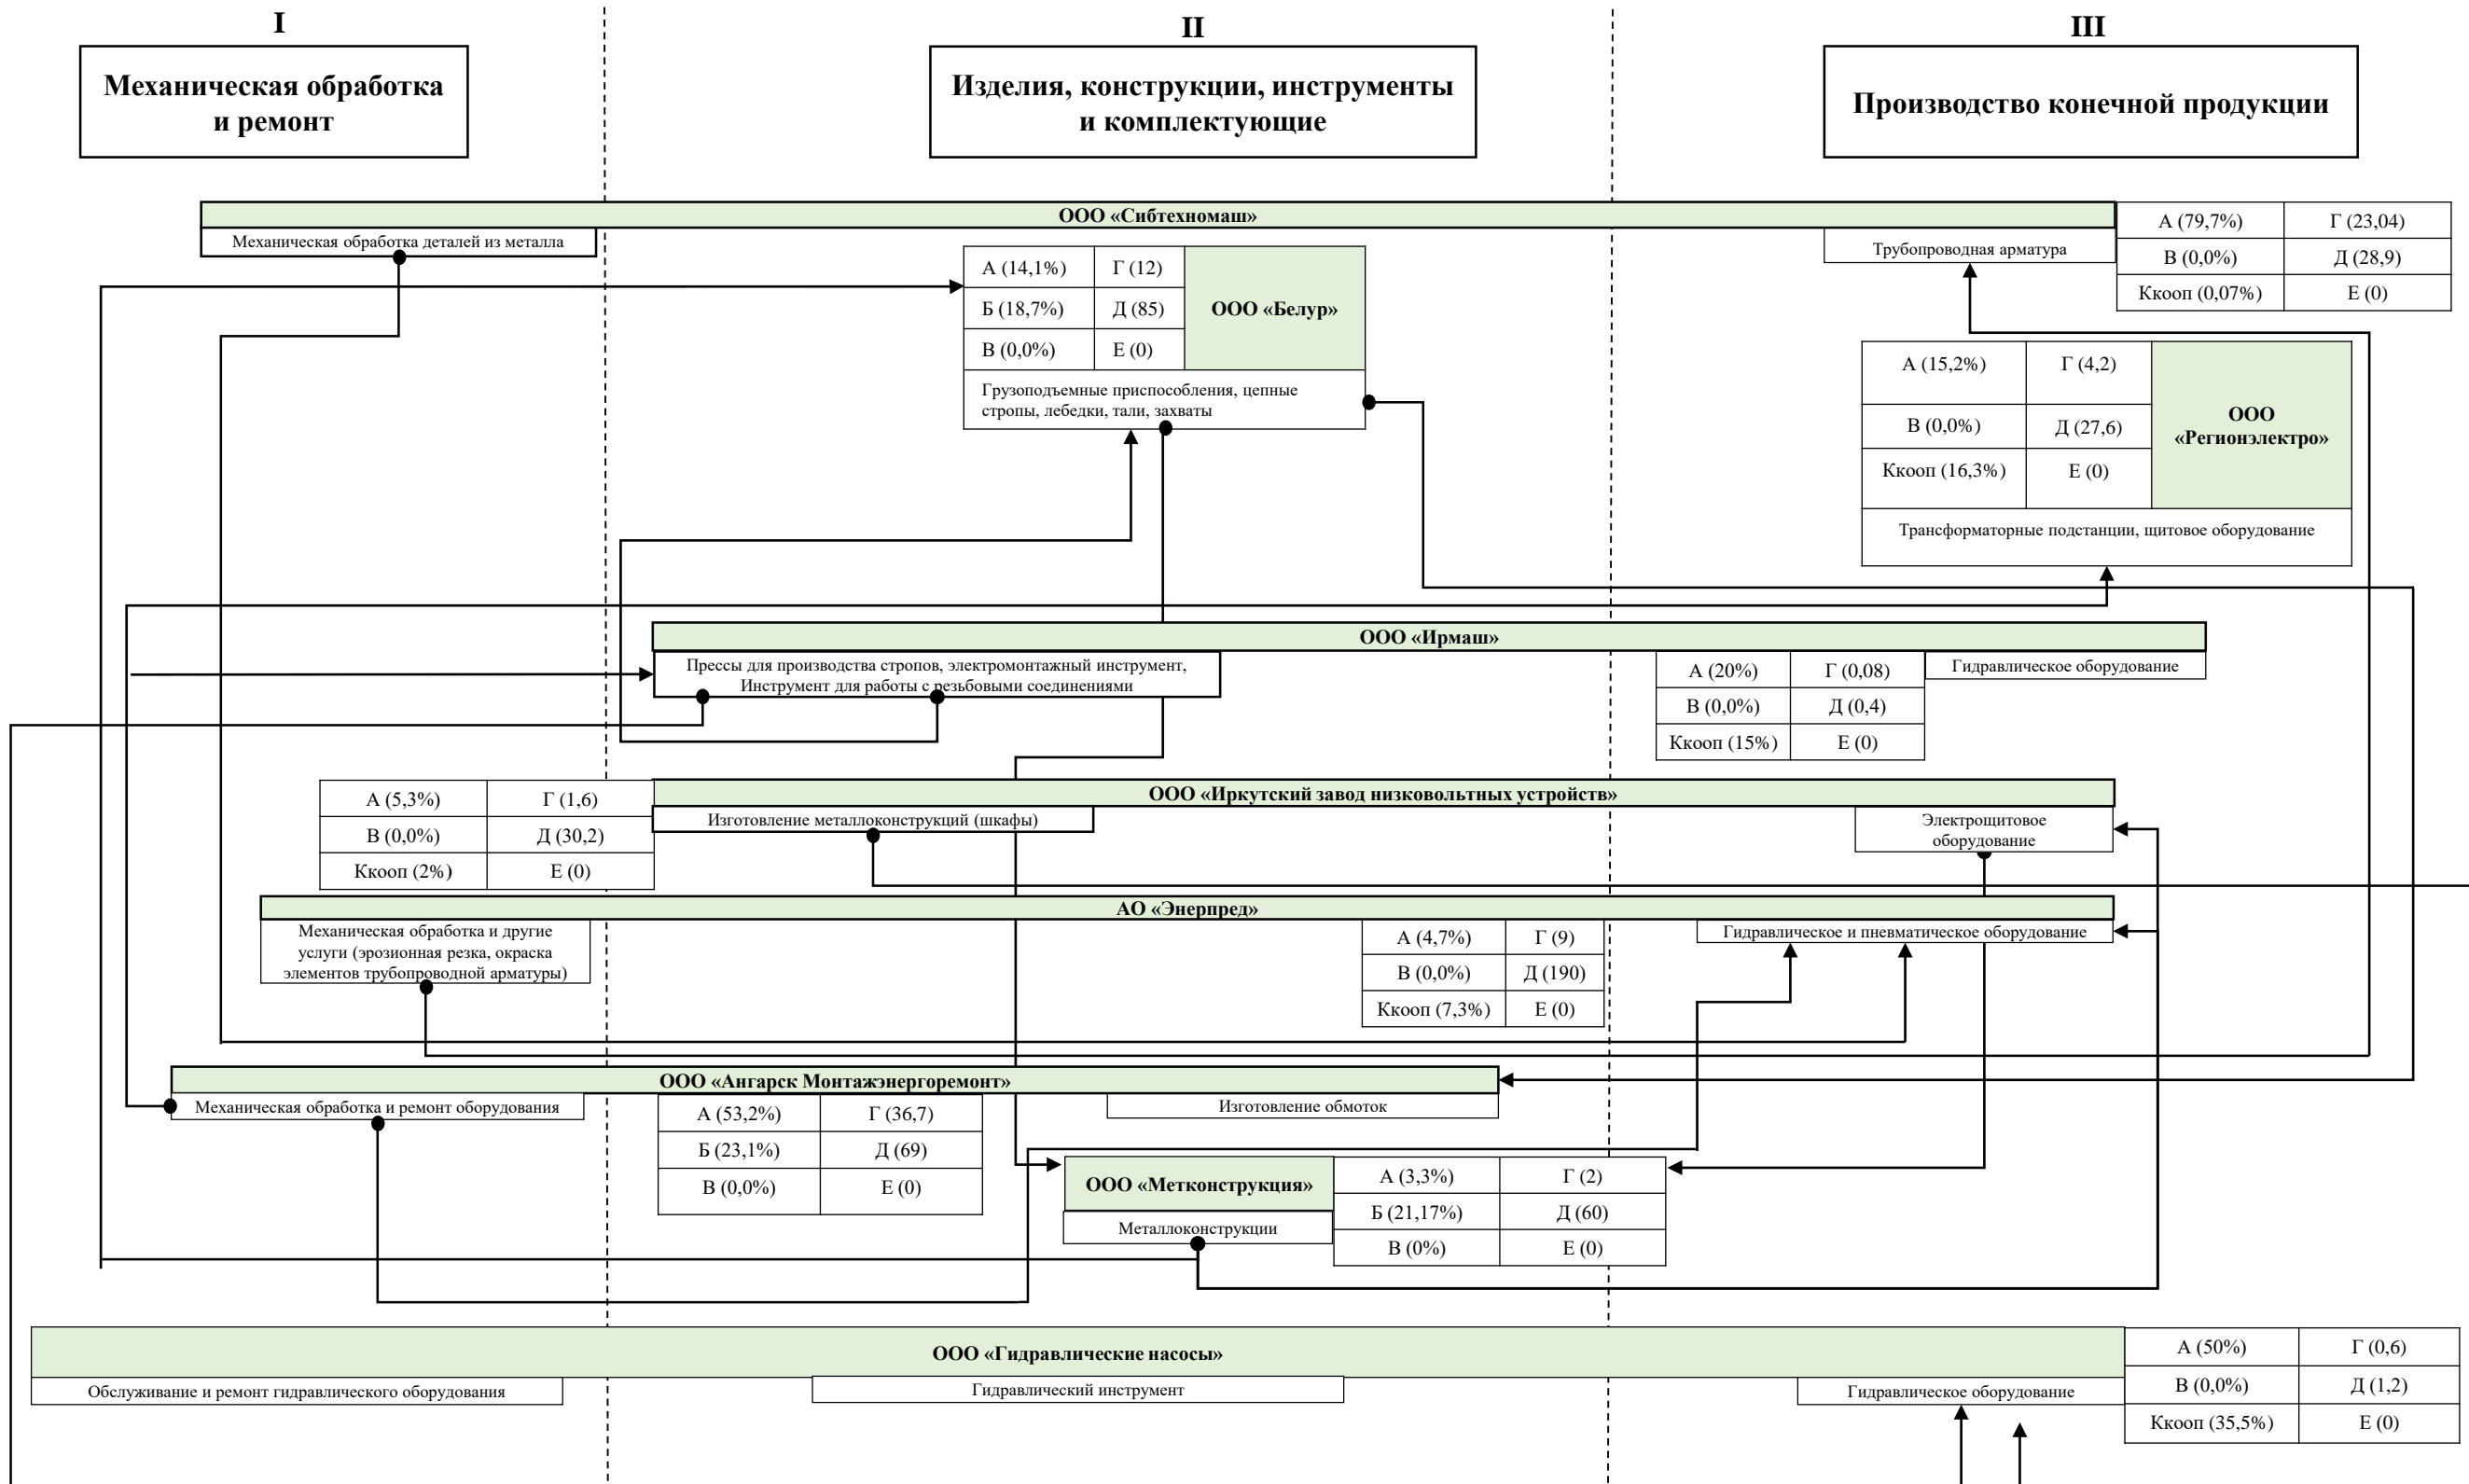 I
II
III
Механическая обработка
и ремонт
Изделия, конструкции, инструменты
и комплектующие
Производство конечной продукции
ООО «Сибтехномаш»
Механическая обработка деталей из металла
Трубопроводная арматура
А (79,7%) Г (23,04)
В (0,0%) Д (28,9)
Ккооп (0,07%) Е (0)
А (14,1%) Г (12)
Б (18,7%) Д (85)
В (0,0%) Е (0)
ООО «Белур»
Грузоподъемные приспособления, цепные
стропы, лебедки, тали, захваты
А (15,2%) Г (4,2)
В (0,0%) Д (27,6)
Ккооп (16,3%) Е (0)
ООО
«Регионэлектро»
Трансформаторные подстанции, щитовое оборудование
ООО «Ирмаш»
Прессы для производства стропов, электромонтажный инструмент,
Инструмент для работы с резьбовыми соединениями
А (20%) Г (0,08)
В (0,0%) Д (0,4)
Ккооп (15%) Е (0)
Гидравлическое оборудование
А (5,3%) Г (1,6)
В (0,0%) Д (30,2)
Ккооп (2%) Е (0)
ООО «Иркутский завод низковольтных устройств»
Изготовление металлоконструкций (шкафы)
Электрощитовое
оборудование
АО «Энерпред»
Механическая обработка и другие
услуги (эрозионная резка, окраска
элементов трубопроводной арматуры)
А (4,7%) Г (9)
В (0,0%) Д (190)
Ккооп (7,3%) Е (0)
Гидравлическое и пневматическое оборудование
ООО «Ангарск Монтажэнергоремонт»
Механическая обработка и ремонт оборудования
А (53,2%) Г (36,7)
Б (23,1%) Д (69)
В (0,0%) Е (0)
Изготовление обмоток
ООО «Метконструкция»
Металлоконструкции
А (3,3%) Г (2)
Б (21,17%) Д (60)
В (0%) Е (0)
ООО «Гидравлические насосы»
Обслуживание и ремонт гидравлического оборудования
Гидравлический инструмент
Гидравлическое оборудование
А (50%) Г (0,6)
В (0,0%) Д (1,2)
Ккооп (35,5%) Е (0)